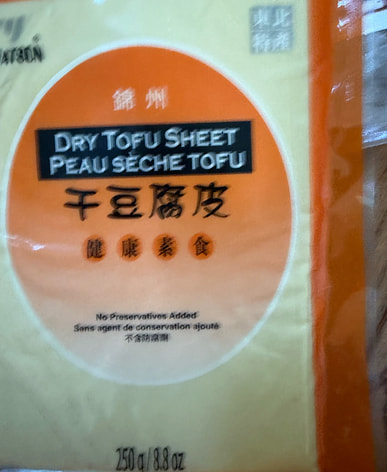 東北
特產
錦州
DRY TOFU SHEET
PEAU SÈCHE TOFU
干豆腐皮
健康素食
No Preservatives Added
Sans agent de conservation ajouté
不含防腐劑
250 g/8.8 oz